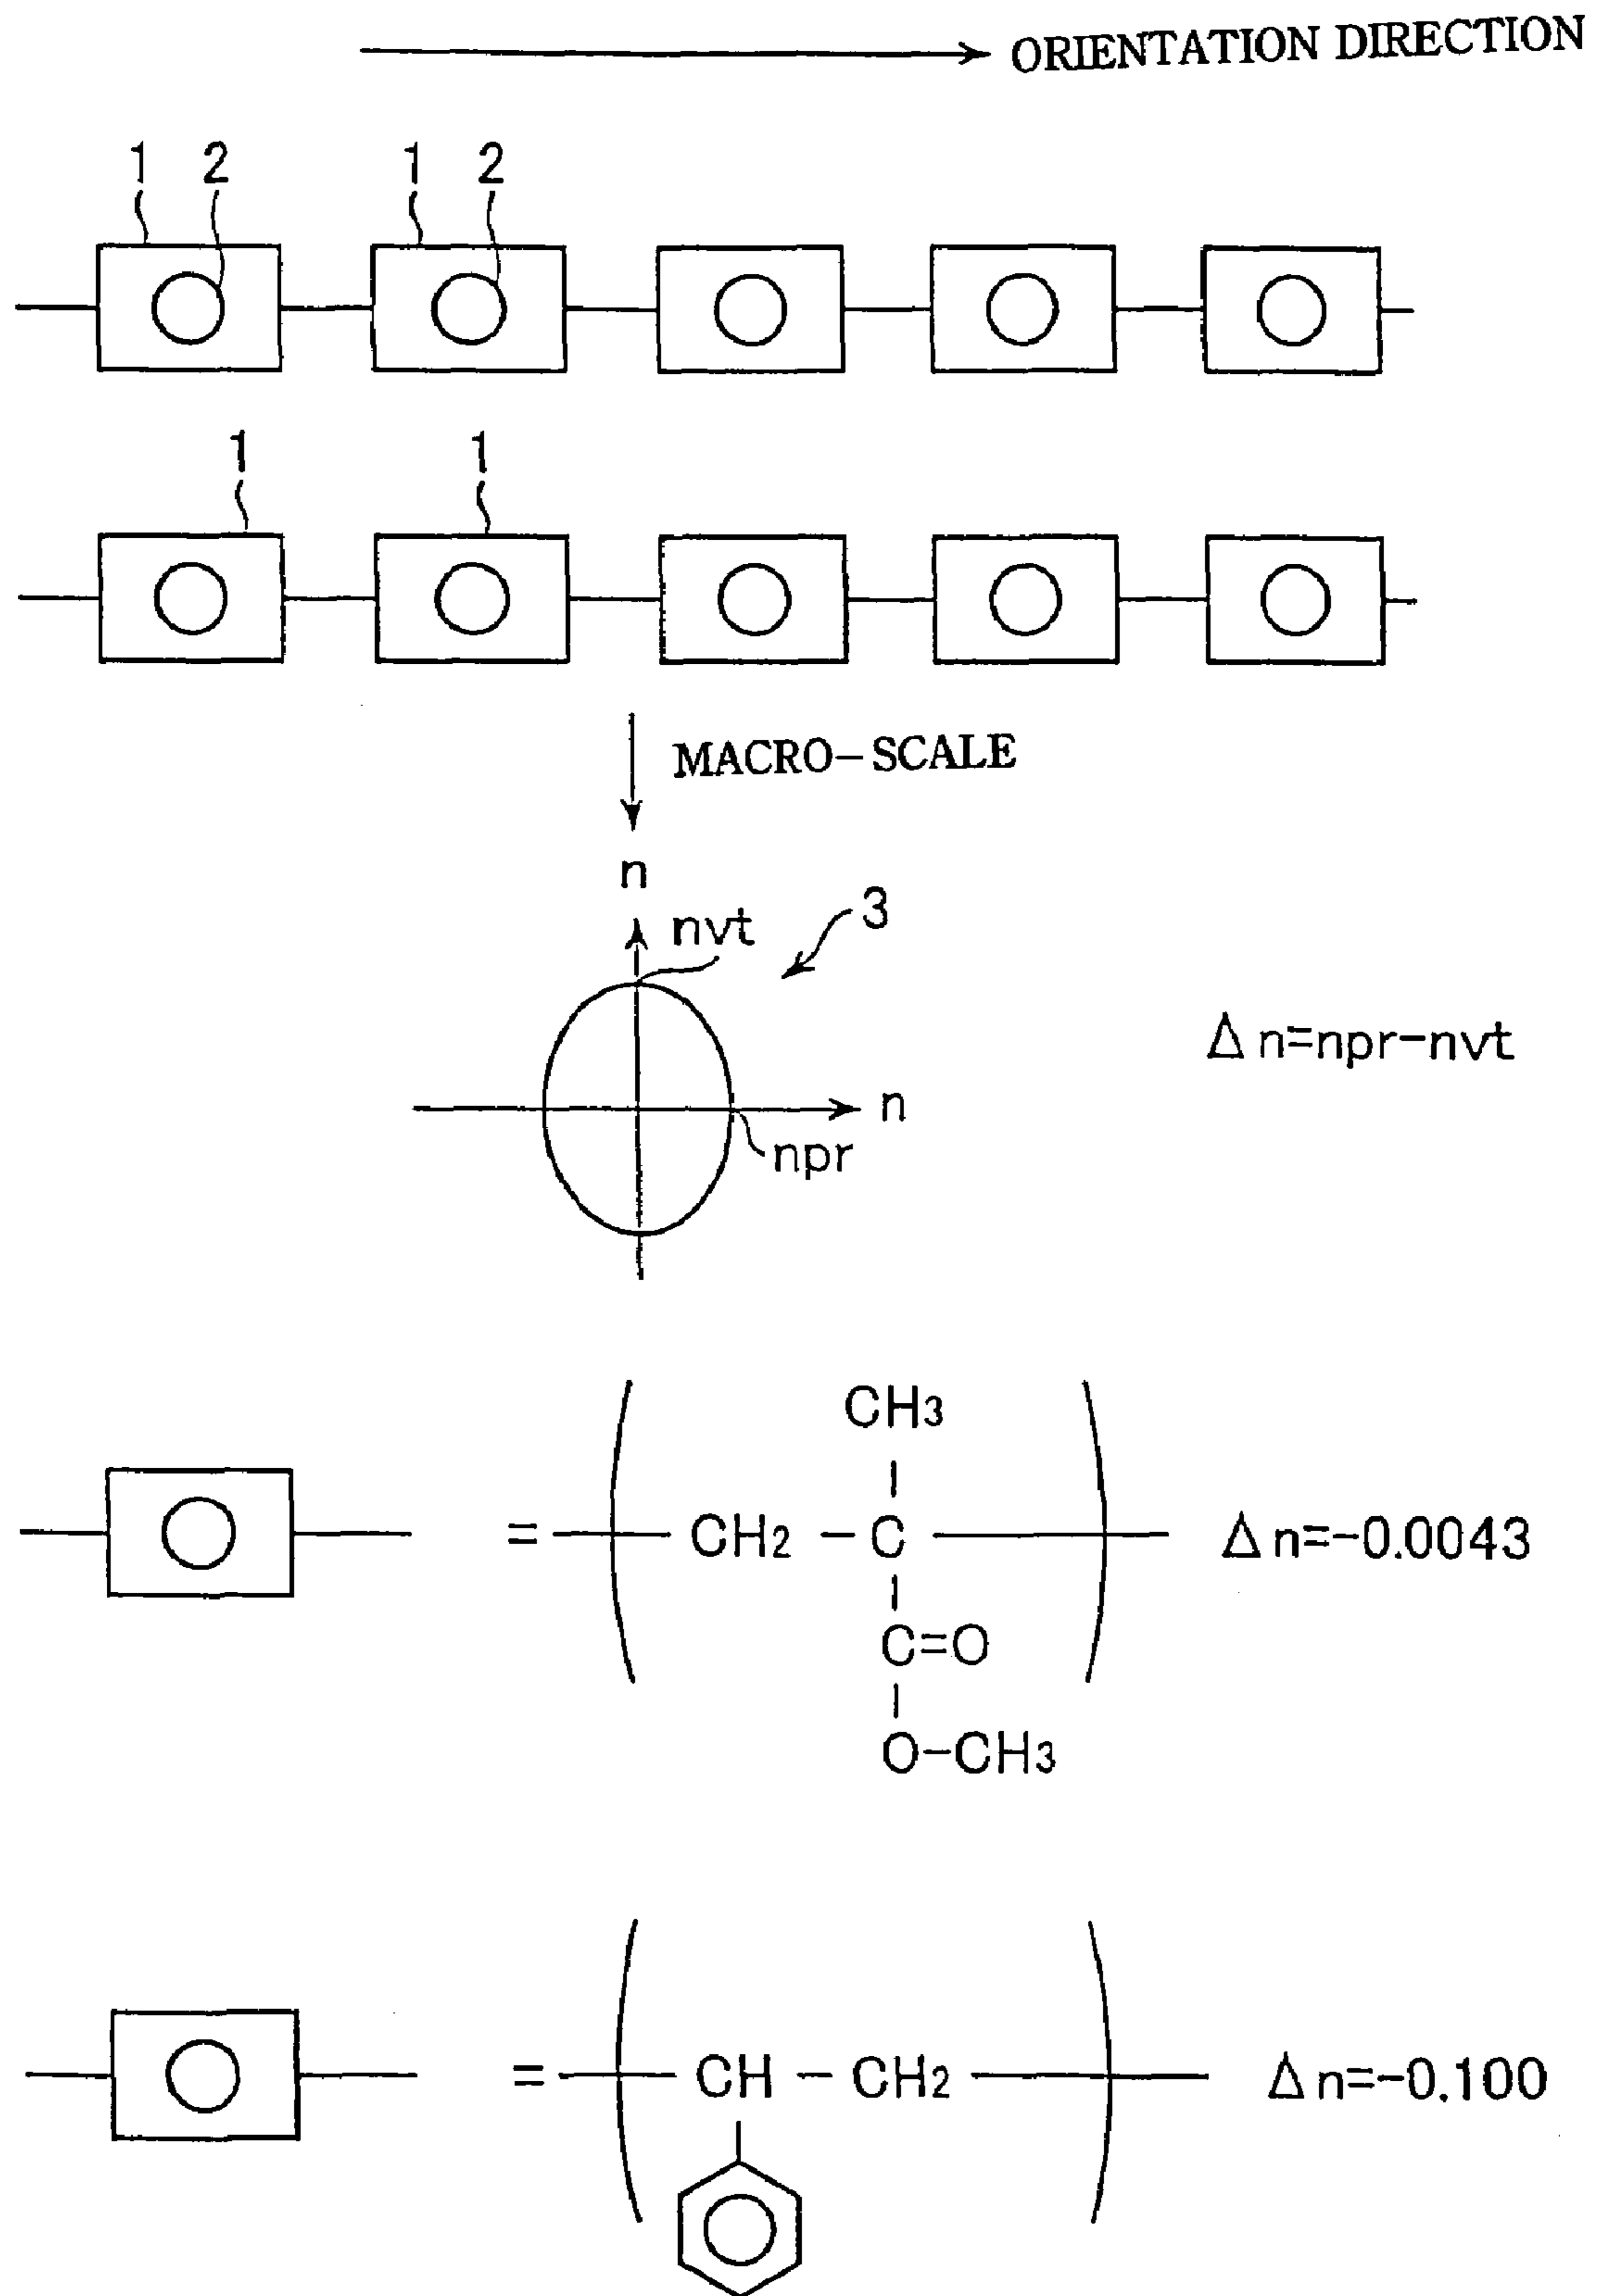 ORIENTATION DIRECTION
1 2 1 2
1 1
MACRO-SCALE
n
nvt
3
Δn=npr-nvt
n
npr
CH3
= CH2 - C Δn=-0.0043
C=O
O-CH3
= CH - CH2 Δn=-0.100